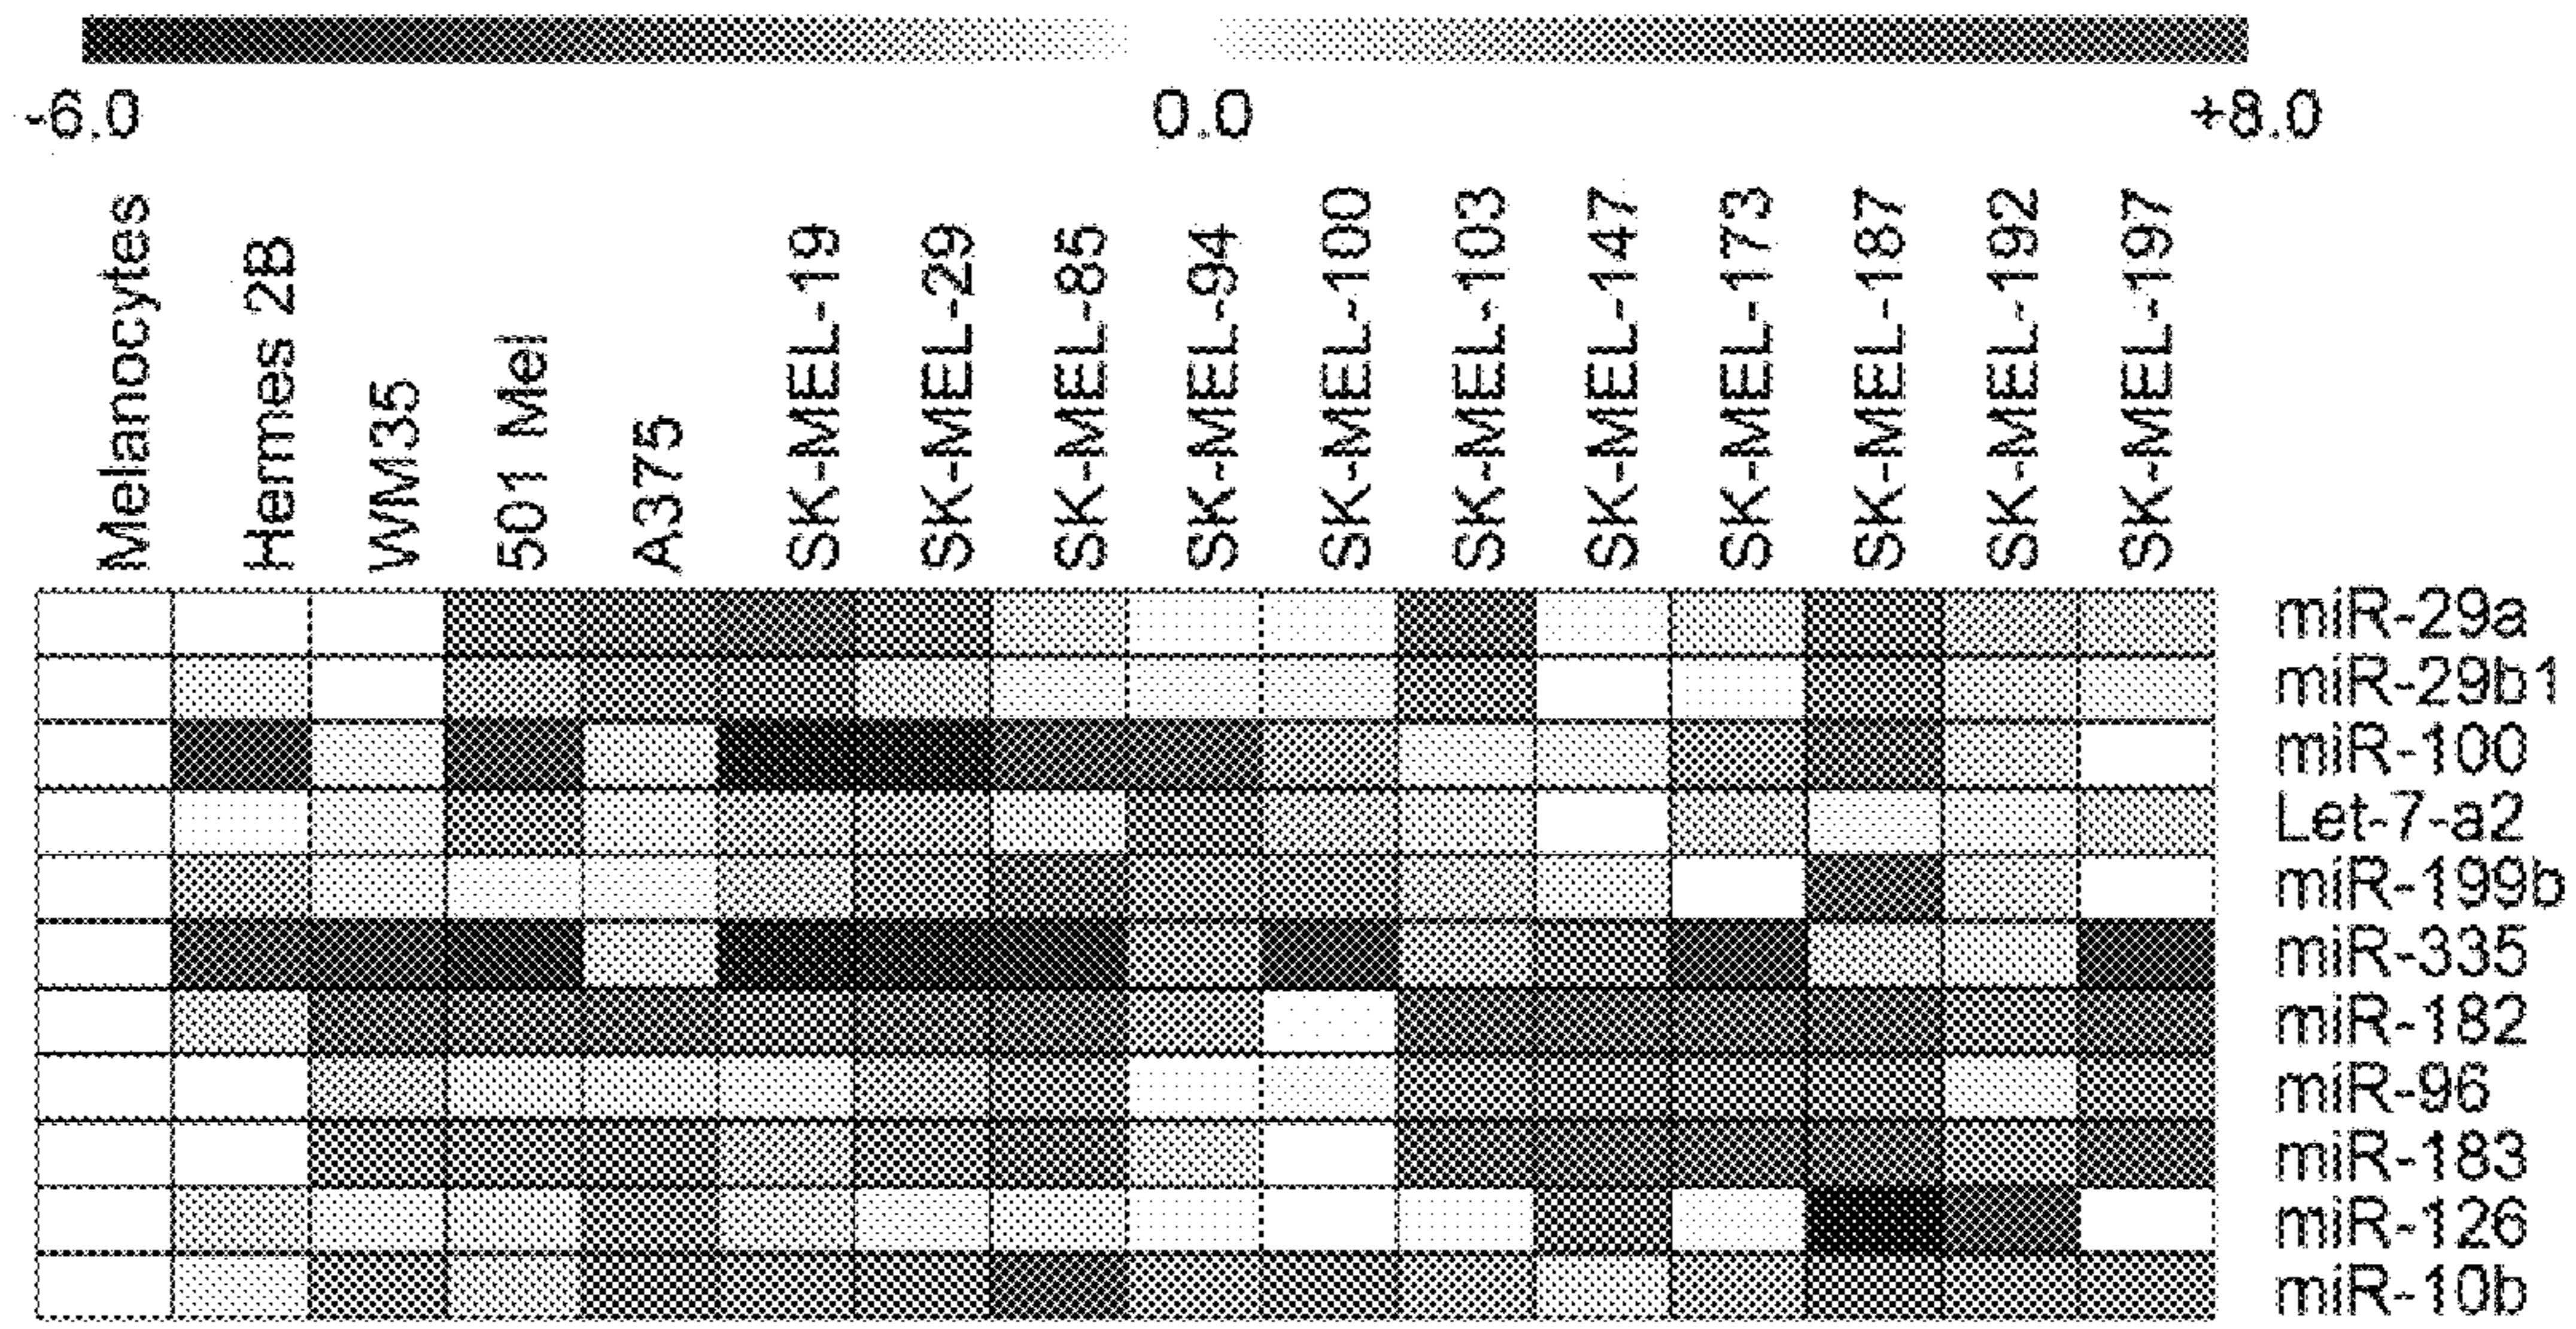 -6.0 0.0 +8.0
Melanocytes
Hermes 2B
WM35
501 Mel
A375
SK-MEL-19
SK-MEL-29
SK-MEL-85
SK-MEL-94
SK-MEL-100
SK-MEL-103
SK-MEL-147
SK-MEL-173
SK-MEL-187
SK-MEL-192
SK-MEL-197
miR-29a
miR-29b1
miR-100
Let-7-a2
miR-199b
miR-335
miR-182
miR-96
miR-183
miR-126
miR-10b